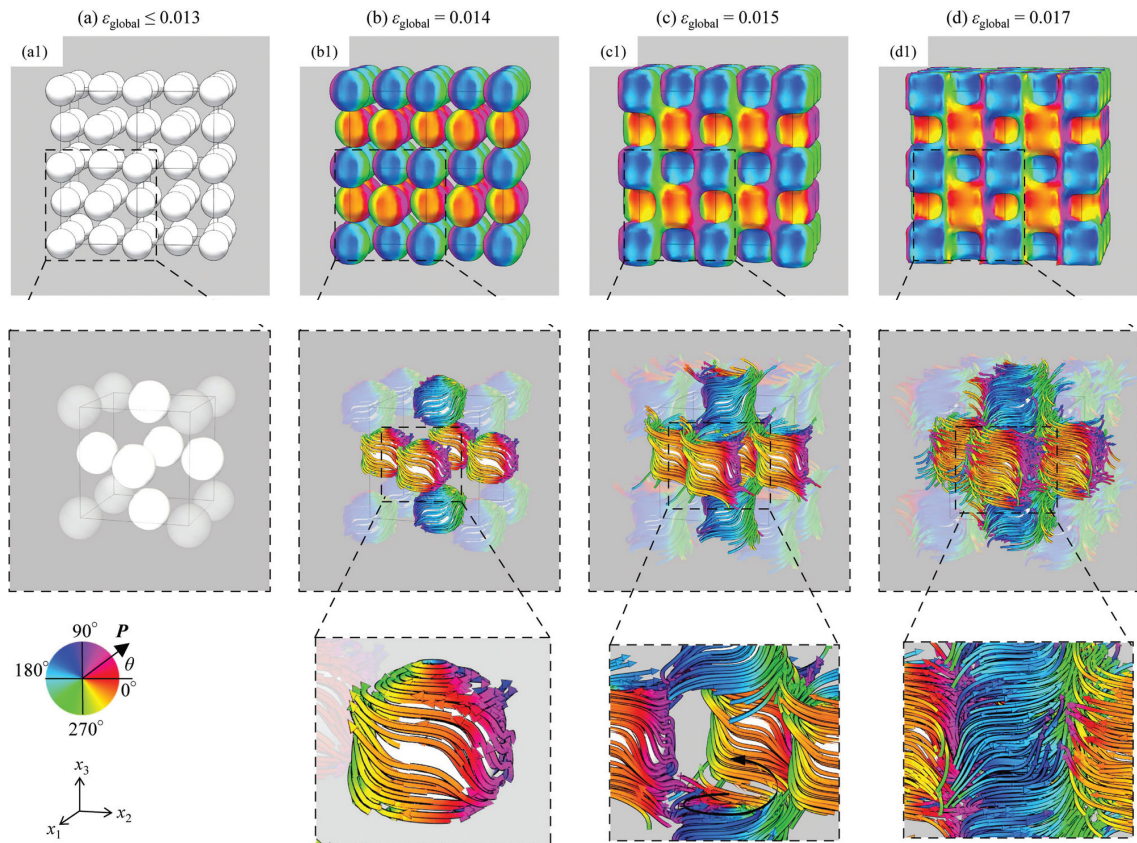 (a) εglobal ≤ 0.013
(b) εglobal = 0.014
(c) εglobal = 0.015
(d) εglobal = 0.017
(a1)
(b1)
(c1)
(d1)
90°
P
180°
θ
0°
270°
x3
x1
x2